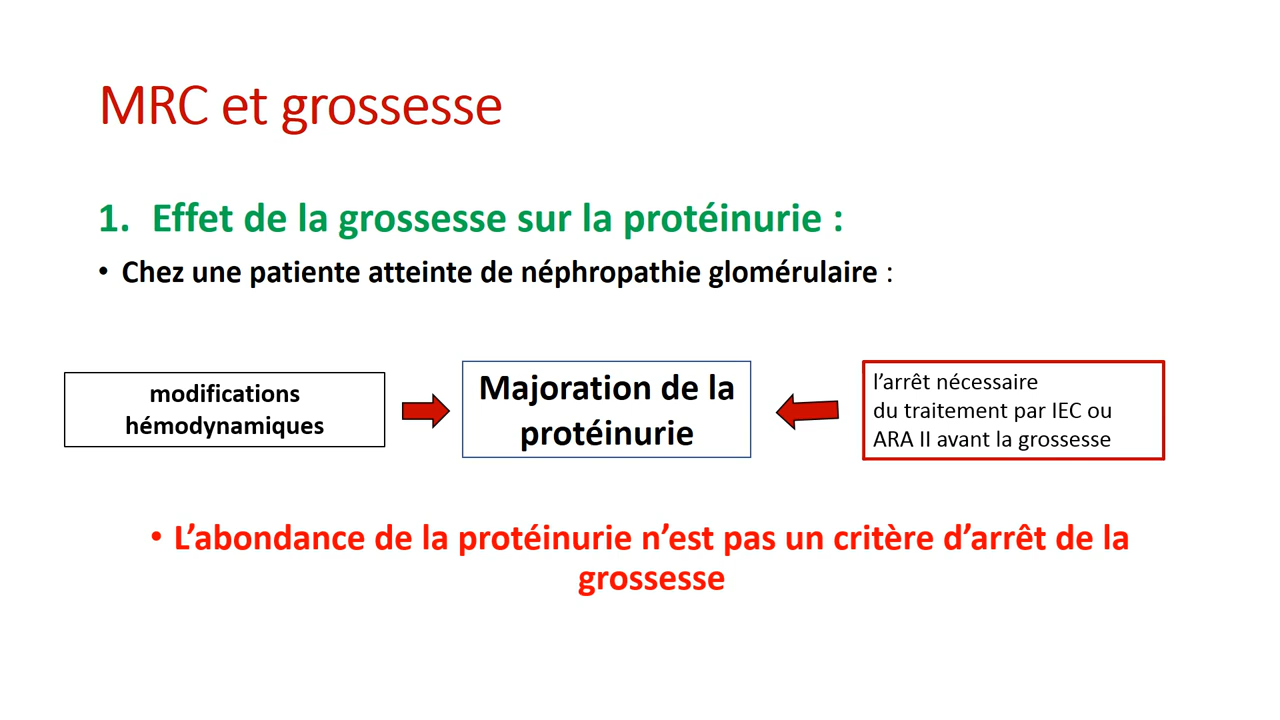 MRC et grossesse
1. Effet de la grossesse sur la protéinurie :
• Chez une patiente atteinte de néphropathie glomérulaire :
modifications
hémodynamiques
Majoration de la
protéinurie
l’arrêt nécessaire
du traitement par IEC ou
ARA II avant la grossesse
• L’abondance de la protéinurie n’est pas un critère d’arrêt de la
grossesse